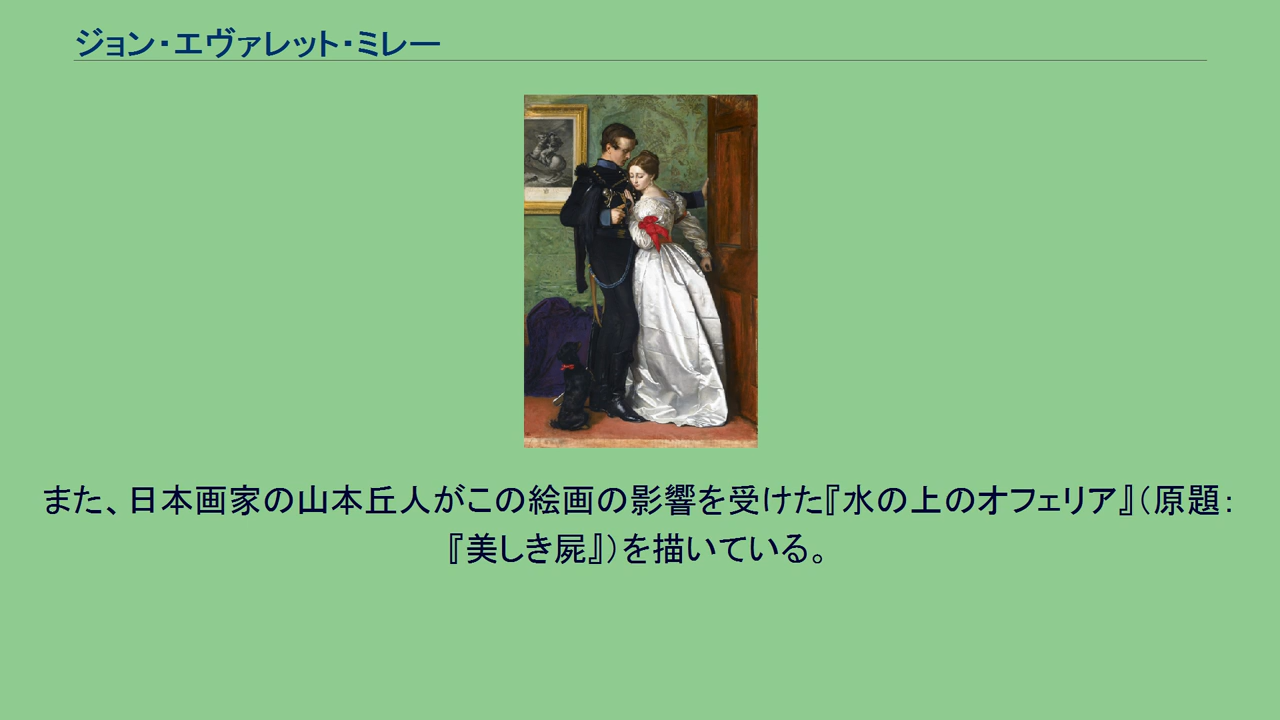 ジョン・エヴァレット・ミレー
また、日本画家の山本丘人がこの絵画の影響を受けた『水の上のオフェリア』（原題：
『美しき屍』）を描いている。